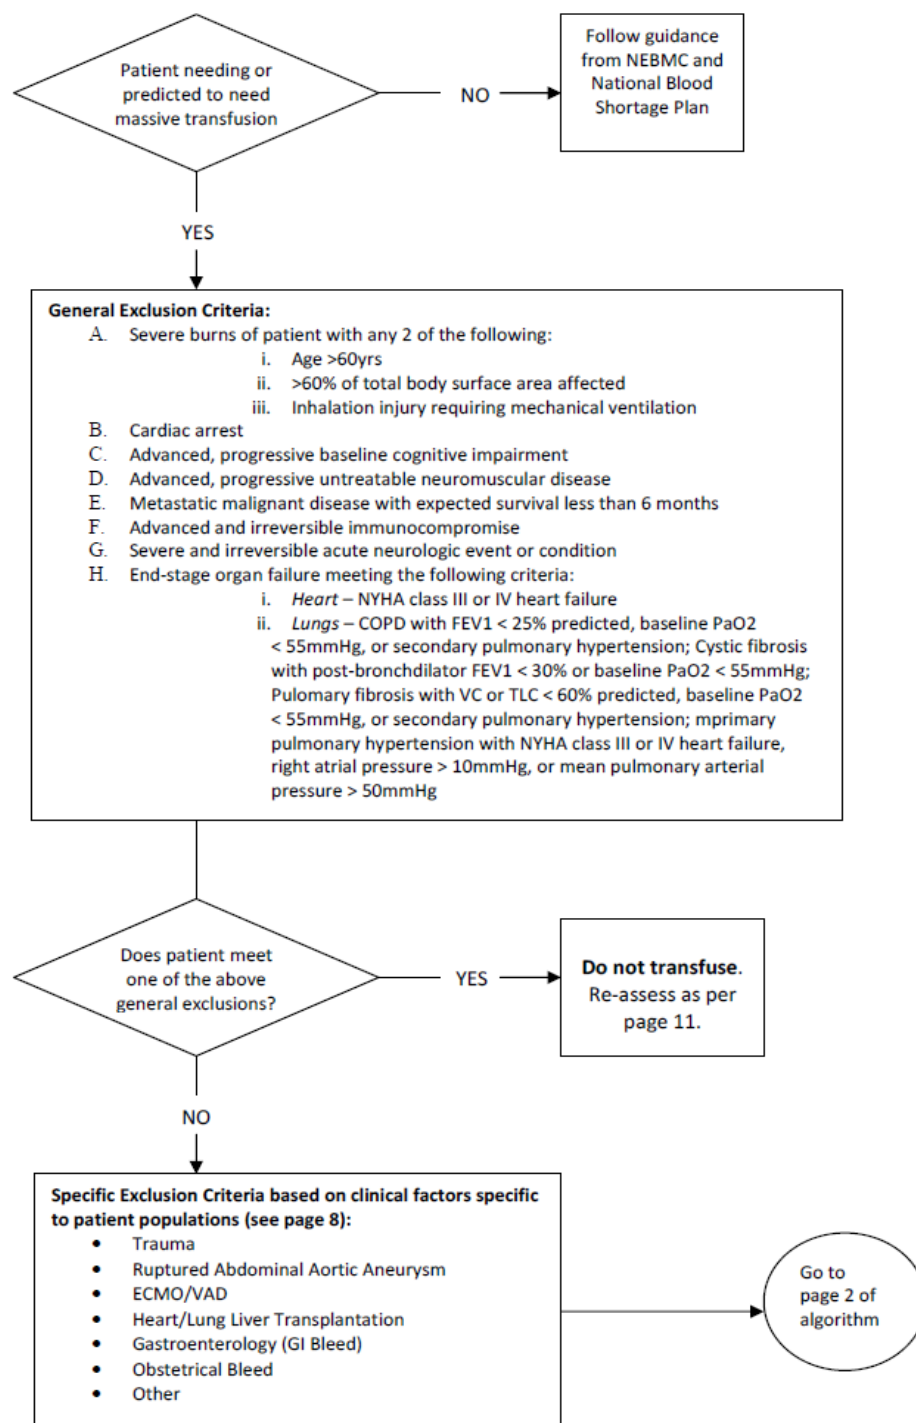 Patient needing or
predicted to need
massive transfusion
NO
Follow guidance
from NEBMC and
National Blood
Shortage Plan
YES
General Exclusion Criteria:
A. Severe burns of patient with any 2 of the following:
i. Age >60yrs
ii. >60% of total body surface area affected
iii. Inhalation injury requiring mechanical ventilation
B. Cardiac arrest
C. Advanced, progressive baseline cognitive impairment
D. Advanced, progressive untreatable neuromuscular disease
E. Metastatic malignant disease with expected survival less than 6 months
F. Advanced and irreversible immunocompromise
G. Severe and irreversible acute neurologic event or condition
H. End-stage organ failure meeting the following criteria:
i. Heart – NYHA class III or IV heart failure
ii. Lungs – COPD with FEV1 < 25% predicted, baseline PaO2
< 55mmHg, or secondary pulmonary hypertension; Cystic fibrosis
with post-bronchdilator FEV1 < 30% or baseline PaO2 < 55mmHg;
Pulomary fibrosis with VC or TLC < 60% predicted, baseline PaO2
< 55mmHg, or secondary pulmonary hypertension; mprimary
pulmonary hypertension with NYHA class III or IV heart failure,
right atrial pressure > 10mmHg, or mean pulmonary arterial
pressure > 50mmHg
Does patient meet
one of the above
general exclusions?
YES
Do not transfuse.
Re-assess as per
page 11.
NO
Specific Exclusion Criteria based on clinical factors specific
to patient populations (see page 8):
• Trauma
• Ruptured Abdominal Aortic Aneurysm
• ECMO/VAD
• Heart/Lung Liver Transplantation
• Gastroenterology (GI Bleed)
• Obstetrical Bleed
• Other
Go to
page 2 of
algorithm